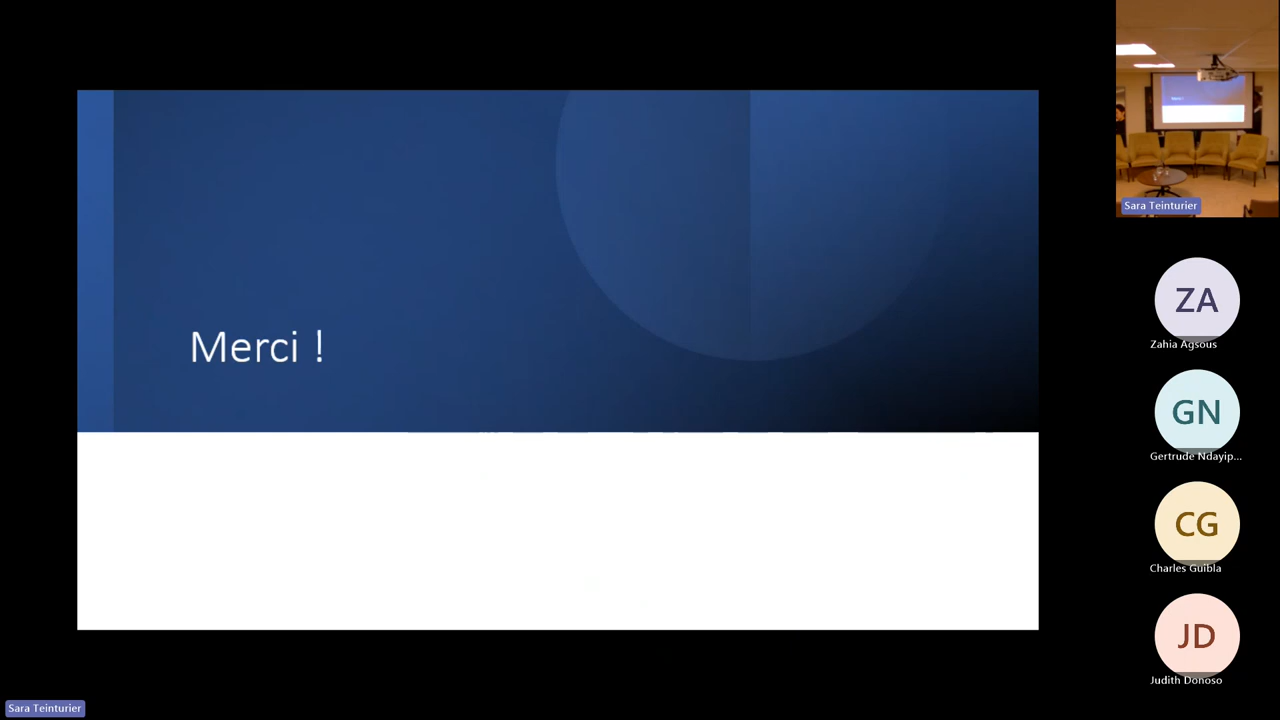 Merci !
Sara Teinturier
ZA
Zahia Agsous
GN
Gertrude Ndayip...
CG
Charles Guibla
JD
Judith Donoso
Sara Teinturier